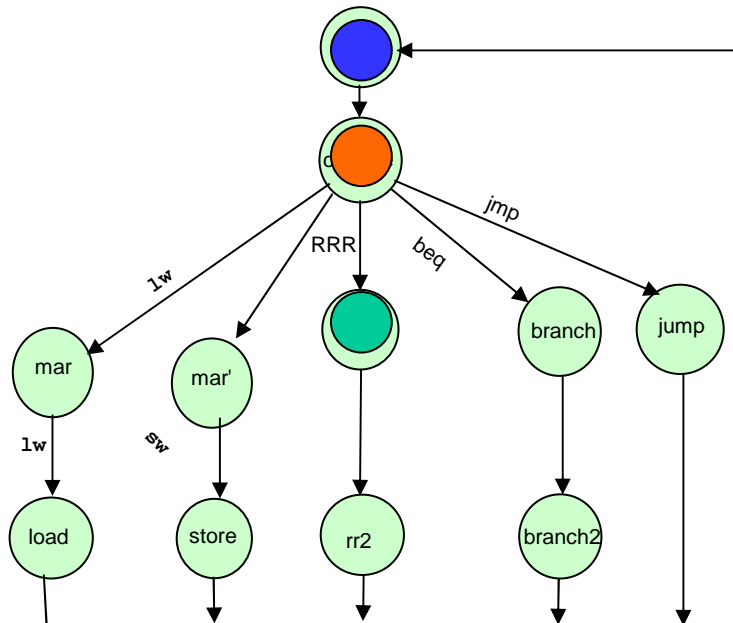 jmp
RRR
beq
lw
branch
jump
mar
mar'
lw
sw
load
store
rr2
branch2